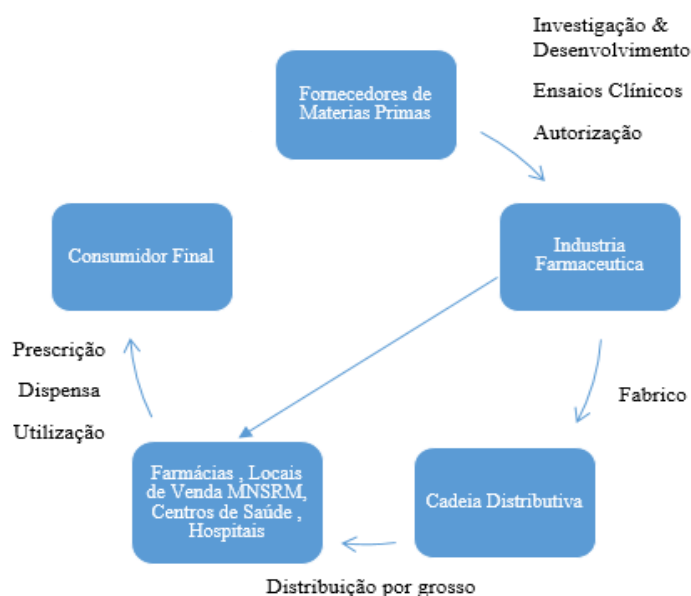 Investigação &
Desenvolvimento
Ensaios Clínicos
Autorização
Fornecedores de
Materias Primas
Industria
Farmaceutica
Consumidor Final
Prescrição
Dispensa
Utilização
Fabrico
Farmácias , Locais
de Venda MNSRM,
Centros de Saúde ,
Hospitais
Cadeia Distributiva
Distribuição por grosso